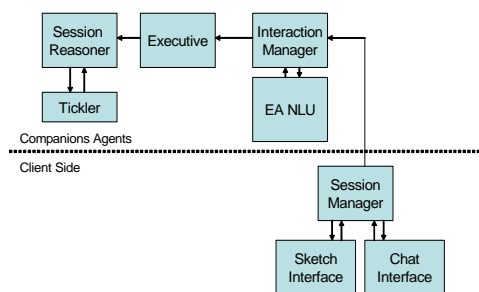 Session
Reasoner
Executive
Interaction
Manager
Tickler
EA NLU
Companions Agents
Client Side
Session
Manager
Sketch
Interface
Chat
Interface